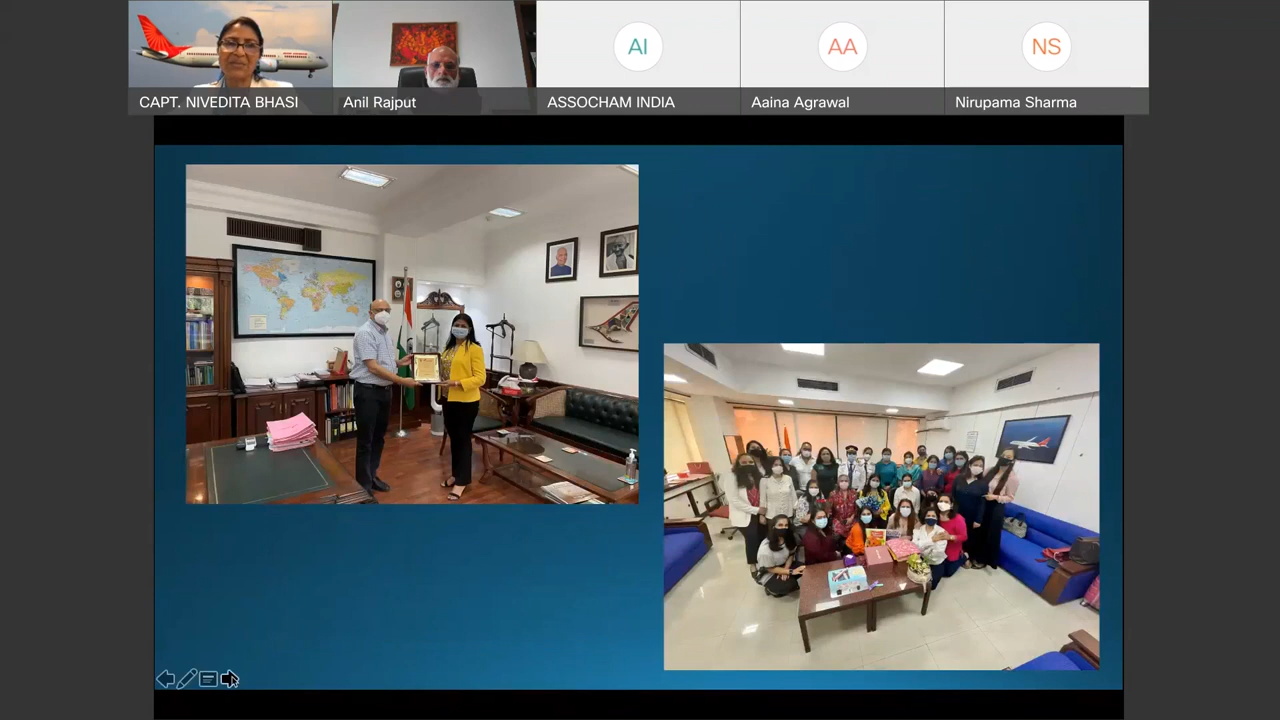 CAPT. NIVEDITA BHASI
Anil Rajput
AI
ASSOCHAM INDIA
AA
Aaina Agrawal
NS
Nirupama Sharma